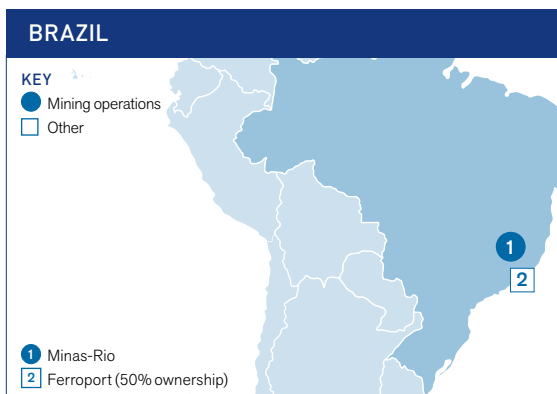 BRAZIL
KEY
Mining operations
Other
1
2
1 Minas-Rio
2 Ferroport (50% ownership)